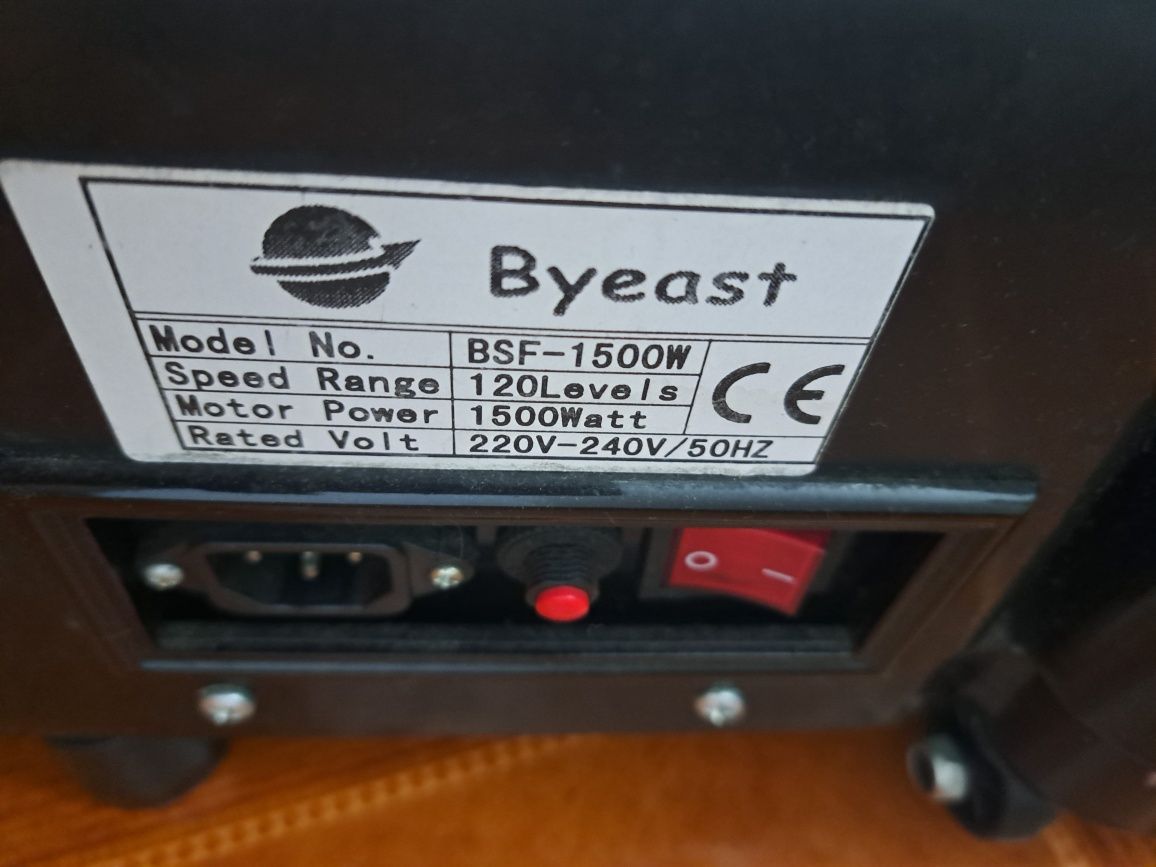 Byeast
Model No. BSF-1500W
Speed Range 120Levels
Motor Power 1500Watt
Rated Volt 220V-240V/50HZ
CE
O I